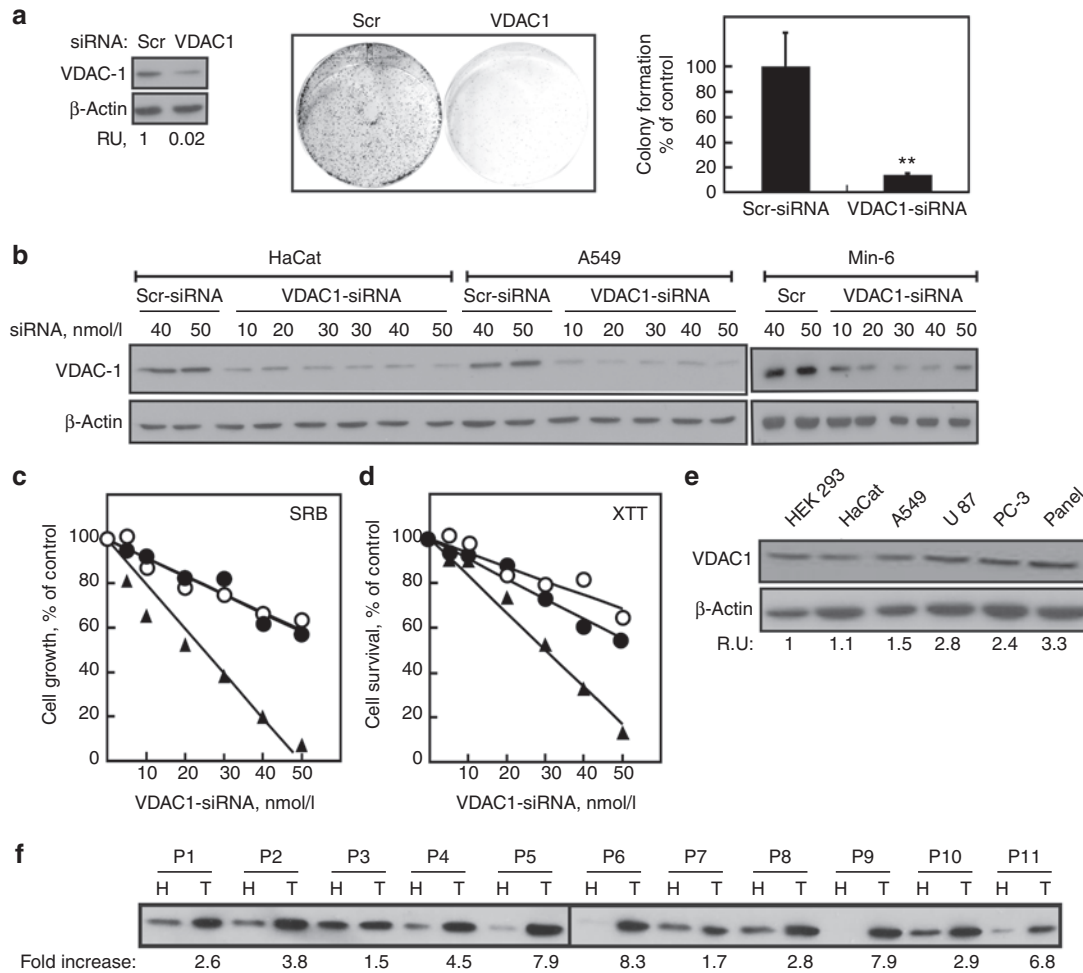 a
siRNA: Scr VDAC1
VDAC-1
β-Actin
RU, 1 0.02
Scr VDAC1
Colony formation
% of control
100
80
60
40
20
0
**
Scr-siRNA VDAC1-siRNA
b
HaCat A549 Min-6
Scr-siRNA VDAC1-siRNA Scr-siRNA VDAC1-siRNA Scr VDAC1-siRNA
siRNA, nmol/l 40 50 10 20 30 30 40 50 40 50 10 20 30 40 50 40 50 10 20 30 40 50
VDAC-1
β-Actin
c
SRB
Cell growth, % of control
100
80
60
40
20
0
10 20 30 40 50
VDAC1-siRNA, nmol/l
d
XTT
Cell survival, % of control
100
80
60
40
20
0
10 20 30 40 50
VDAC1-siRNA, nmol/l
e
HEK 293 HaCat A549 U 87 PC-3 Panel
VDAC1
β-Actin
R.U: 1 1.1 1.5 2.8 2.4 3.3
f
P1 P2 P3 P4 P5 P6 P7 P8 P9 P10 P11
H T H T H T H T H T H T H T H T H T H T H T
Fold increase: 2.6 3.8 1.5 4.5 7.9 8.3 1.7 2.8 7.9 2.9 6.8